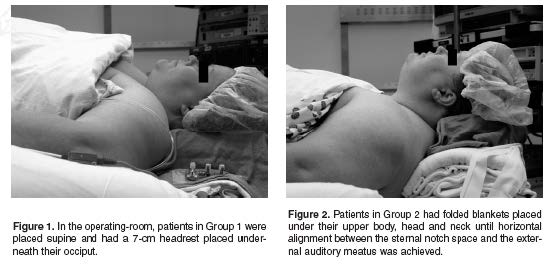 Figure 1. In the operating-room, patients in Group 1 were
placed supine and had a 7-cm headrest placed under-
neath their occiput.
Figure 2. Patients in Group 2 had folded blankets placed
under their upper body, head and neck until horizontal
alignment between the sternal notch space and the exter-
nal auditory meatus was achieved.